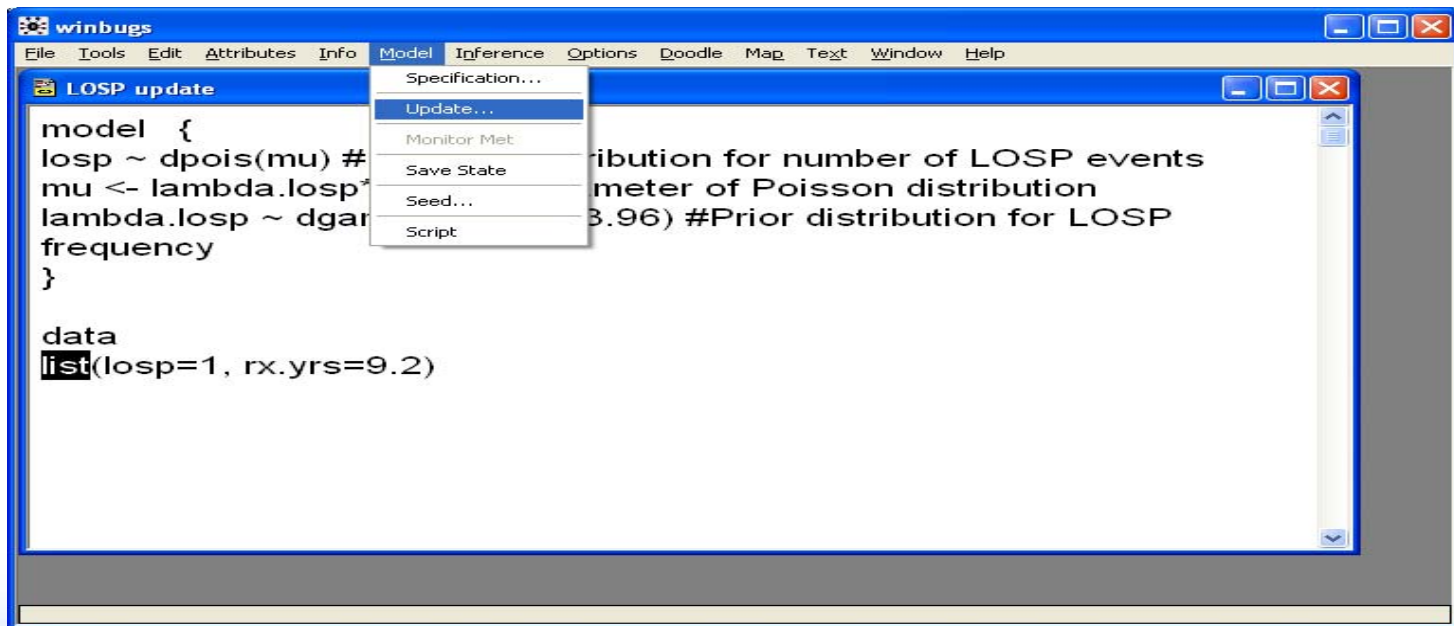 winbugs
File Tools Edit Attributes Info Model Inference Options Doodle Map Text Window Help
LOSP update
Specification...
Update...
Monitor Met
Save State
Seed...
Script
model {
losp ~ dpois(mu) # ribution for number of LOSP events
mu <- lambda.losp* meter of Poisson distribution
lambda.losp ~ dgar 3.96) #Prior distribution for LOSP
frequency
}
data
list(losp=1, rx.yrs=9.2)